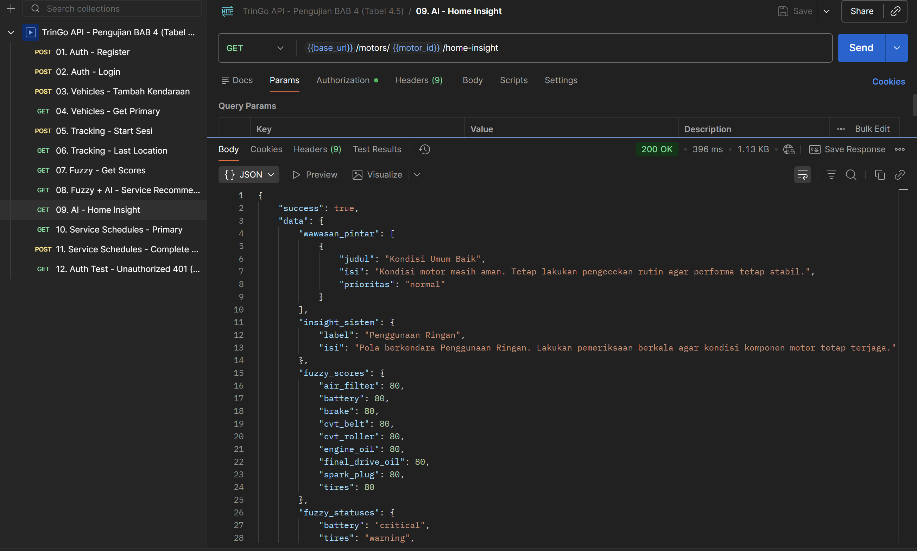 Search collections
TrinGo API - Pengujian BAB 4 (Tabel ...
POST 01. Auth - Register
POST 02. Auth - Login
POST 03. Vehicles - Tambah Kendaraan
GET 04. Vehicles - Get Primary
POST 05. Tracking - Start Sesi
GET 06. Tracking - Last Location
GET 07. Fuzzy - Get Scores
GET 08. Fuzzy + AI - Service Recomme...
GET 09. AI - Home Insight
GET 10. Service Schedules - Primary
POST 11. Service Schedules - Complete ...
GET 12. Auth Test - Unauthorized 401 (...
HTTP TrinGo API - Pengujian BAB 4 (Tabel 4.5) / 09. AI - Home Insight
Save Share
GET {{base_url}} /motors/ {{motor_id}} /home-insight
Send
Docs Params Authorization Headers (9) Body Scripts Settings
Cookies
Query Params
Key Value Description Bulk Edit
Body Cookies Headers (9) Test Results
200 OK 396 ms 1.13 KB Save Response
{} JSON Preview Visualize
1 {
2 "success": true,
3 "data": {
4 "wawasan_pintar": [
5 {
6 "judul": "Kondisi Umum Baik",
7 "isi": "Kondisi motor masih aman. Tetap lakukan pengecekan rutin agar performa tetap stabil.",
8 "prioritas": "normal"
9 }
10 ],
11 "insight_sistem": {
12 "label": "Penggunaan Ringan",
13 "isi": "Pola berkendara Penggunaan Ringan. Lakukan pemeriksaan berkala agar kondisi komponen motor tetap terjaga."
14 },
15 "fuzzy_scores": {
16 "air_filter": 80,
17 "battery": 80,
18 "brake": 80,
19 "cvt_belt": 80,
20 "cvt_roller": 80,
21 "engine_oil": 80,
22 "final_drive_oil": 80,
23 "spark_plug": 80,
24 "tires": 80
25 },
26 "fuzzy_statuses": {
27 "battery": "critical",
28 "tires": "warning",